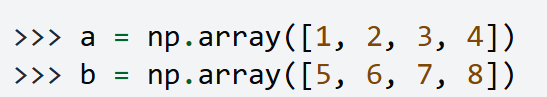 >>> a = np.array([1, 2, 3, 4])
>>> b = np.array([5, 6, 7, 8])